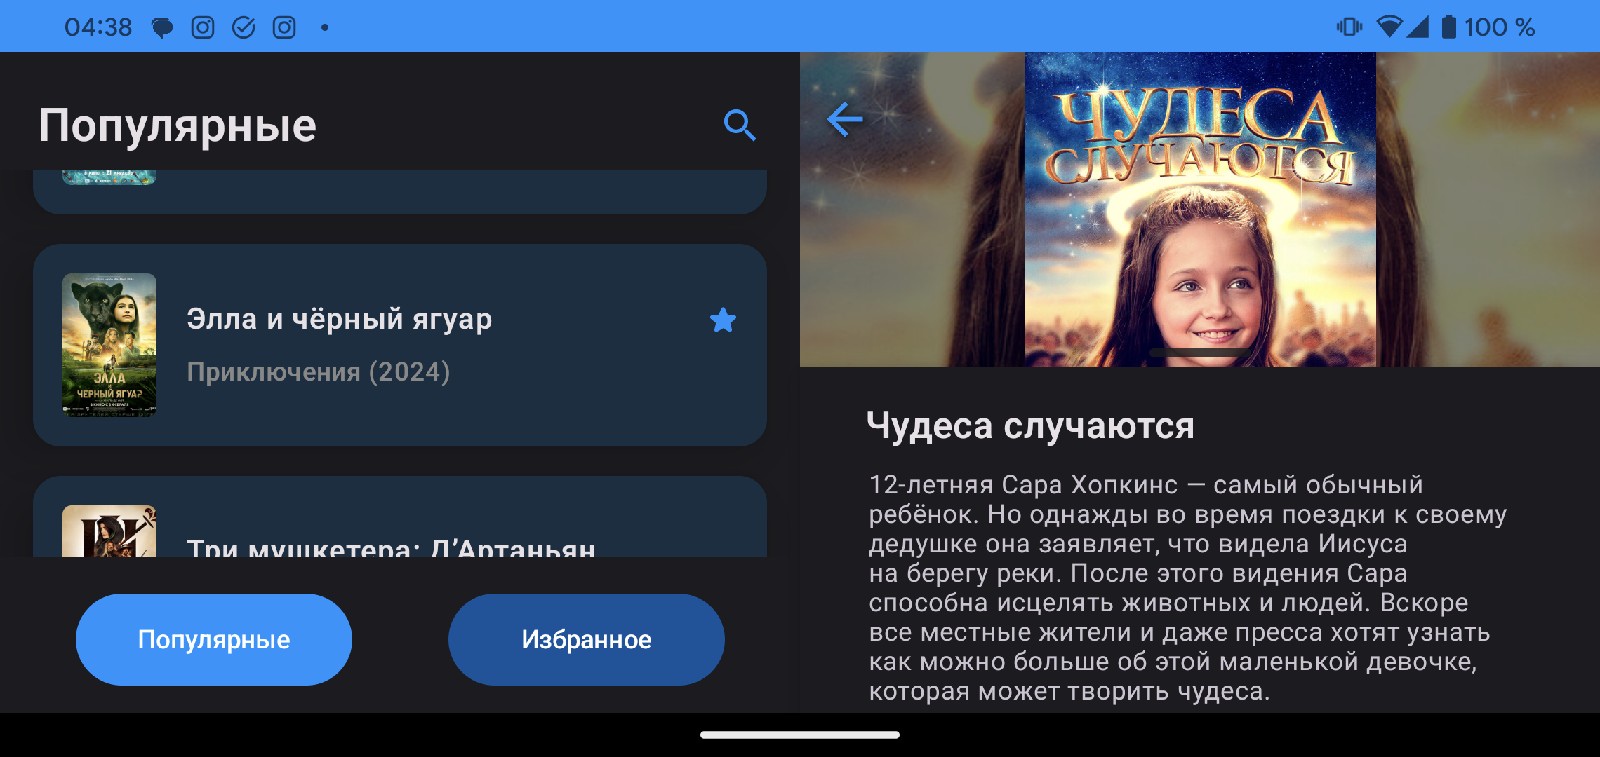 04:38
100 %
Популярные
ЭЛЛА
И
ЧЕРНЫЙ ЯГУАР
Элла и чёрный ягуар
Приключения (2024)
Три мушкетера: Д’Артаньян
Популярные
Избранное
ЧУДЕСА
СЛУЧАЮТСЯ
Чудеса случаются
12-летняя Сара Хопкинс — самый обычный
ребёнок. Но однажды во время поездки к своему
дедушке она заявляет, что видела Иисуса
на берегу реки. После этого видения Сара
способна исцелять животных и людей. Вскоре
все местные жители и даже пресса хотят узнать
как можно больше об этой маленькой девочке,
которая может творить чудеса.